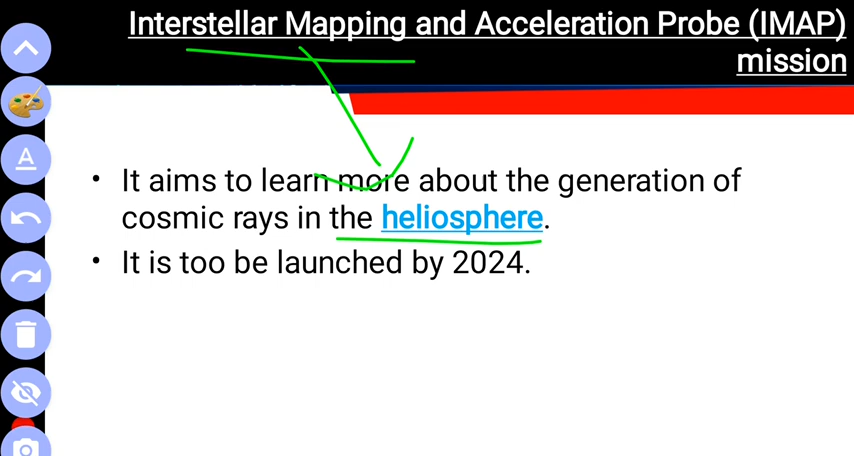 Interstellar Mapping and Acceleration Probe (IMAP)
mission
• It aims to learn more about the generation of
cosmic rays in the heliosphere.
• It is too be launched by 2024.